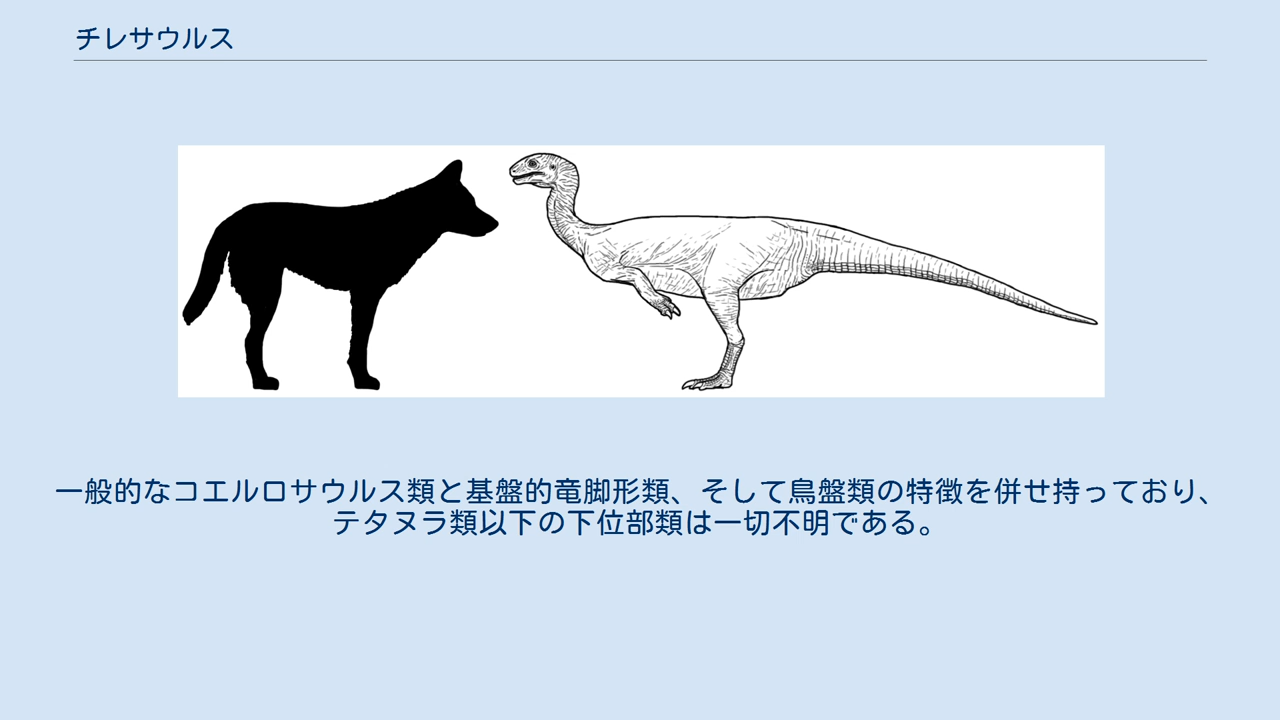 チレサウルス
一般的なコエルロサウルス類と基盤的竜脚形類、そして鳥盤類の特徴を併せ持っており、
テタヌラ類以下の下位部類は一切不明である。